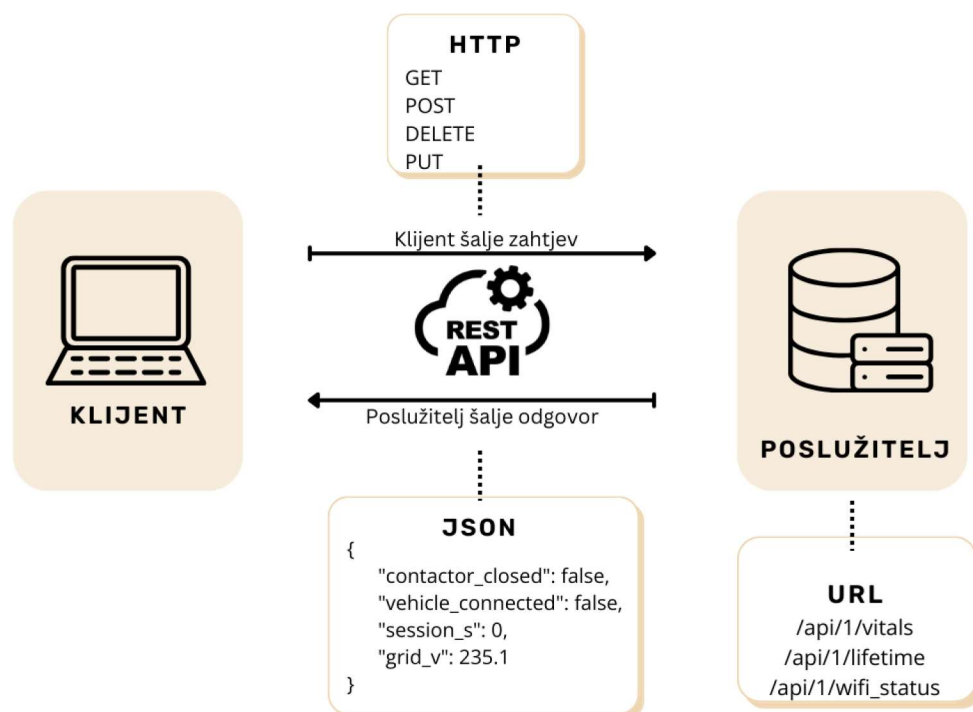 HTTP
GET
POST
DELETE
PUT
Klijent šalje zahtjev
REST
API
KLIJENT
Poslužitelj šalje odgovor
POSLUŽITELJ
JSON
{
"contactor_closed": false,
"vehicle_connected": false,
"session_s": 0,
"grid_v": 235.1
}
URL
/api/1/vitals
/api/1/lifetime
/api/1/wifi_status